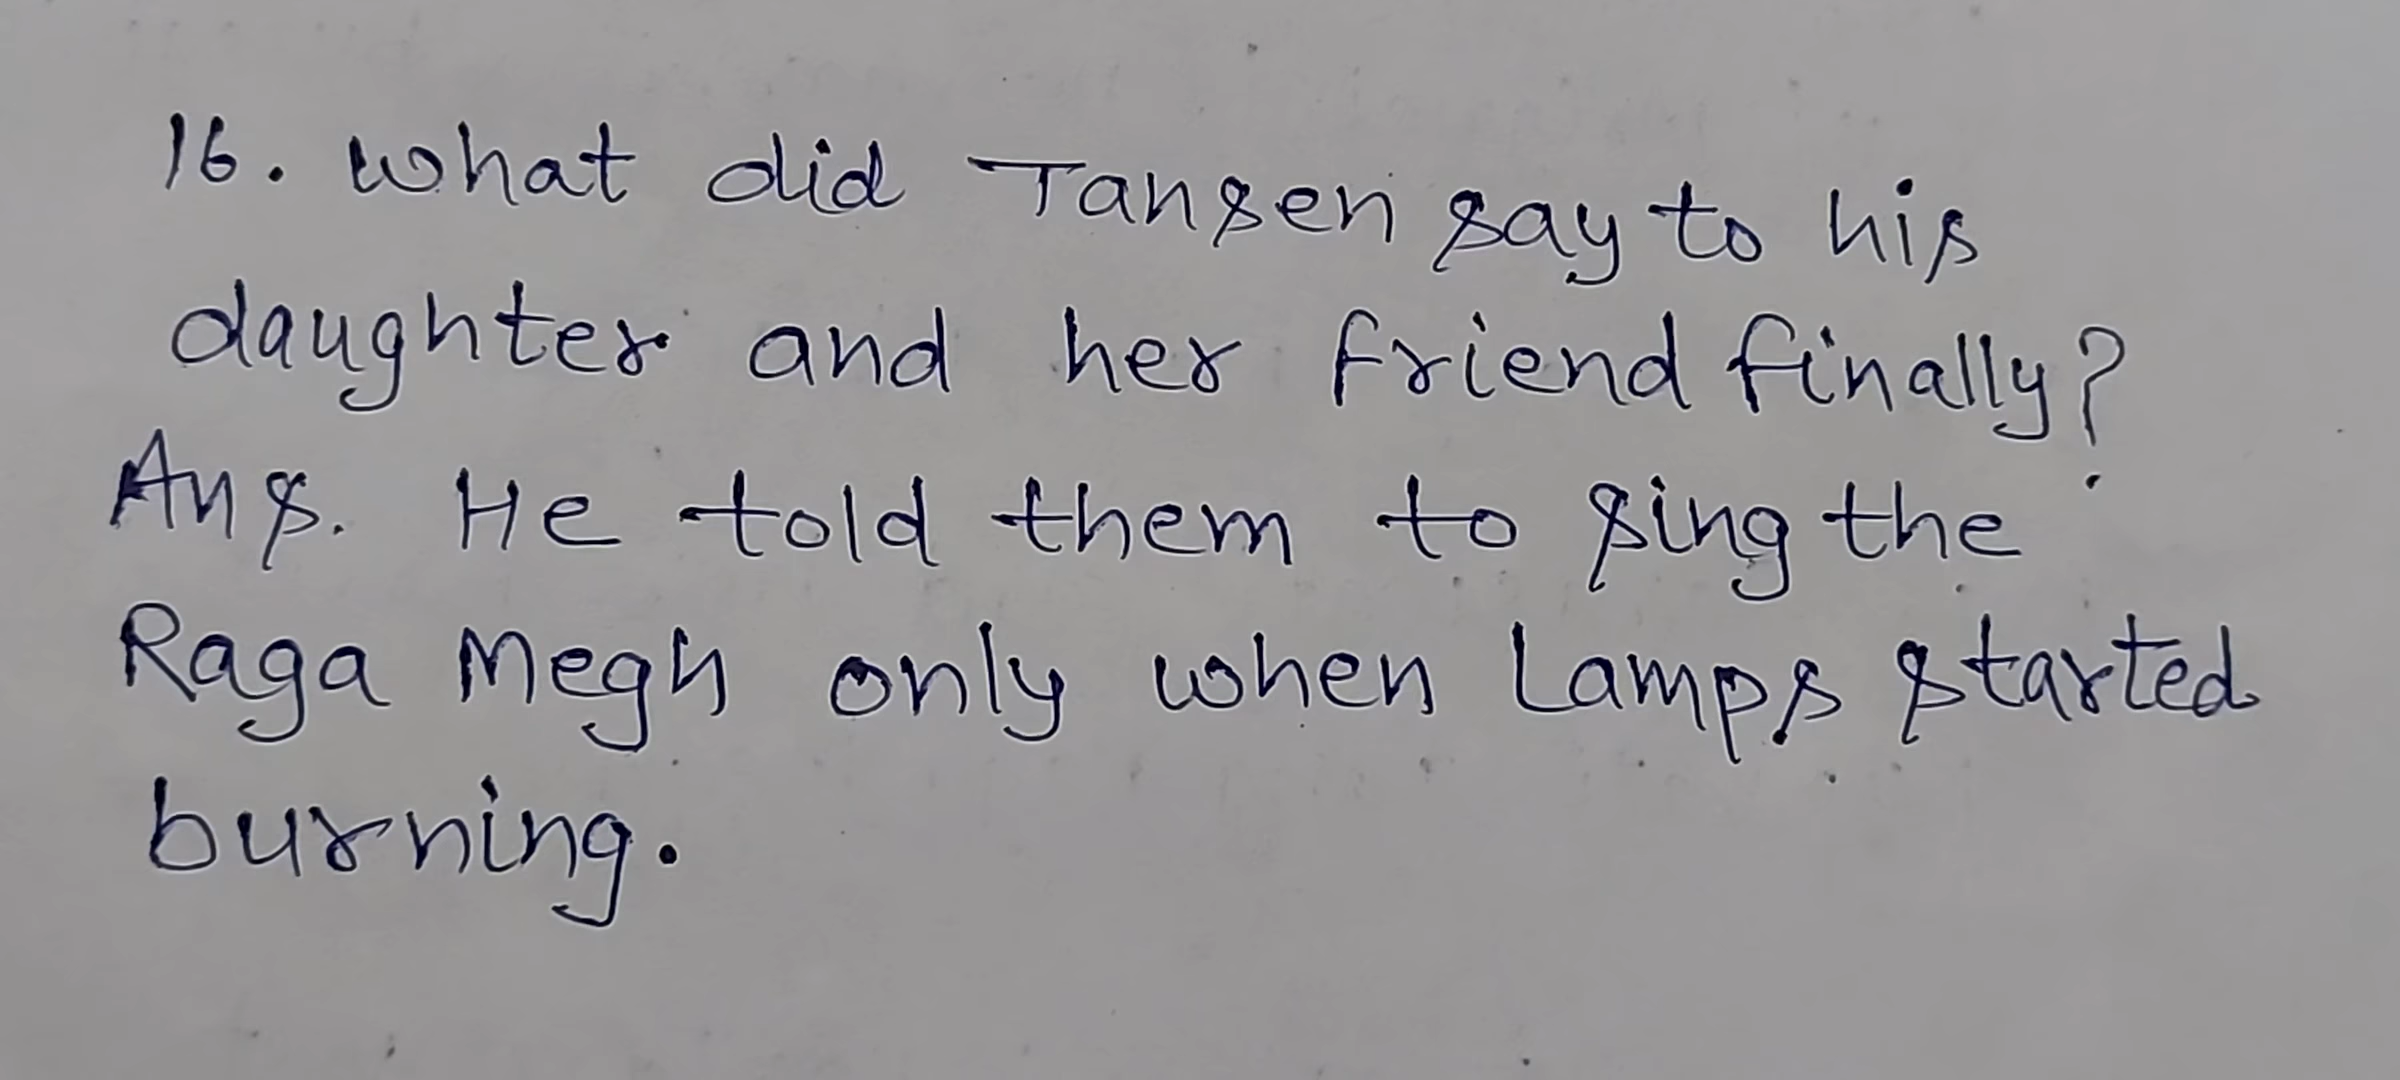 16. What did Tansen say to his
daughter and her friend finally?
Ans. He told them to sing the
Raga Megh only when Lamps started
burning.